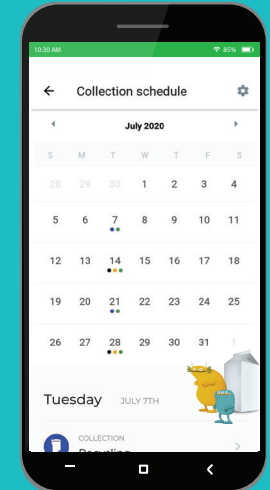 10:30 AM 85%
Collection schedule
July 2020
S M T W T F S
28 29 30 1 2 3 4
5 6 7 8 9 10 11
12 13 14 15 16 17 18
19 20 21 22 23 24 25
26 27 28 29 30 31 1
Tuesday JULY 7TH
COLLECTION
Recycling